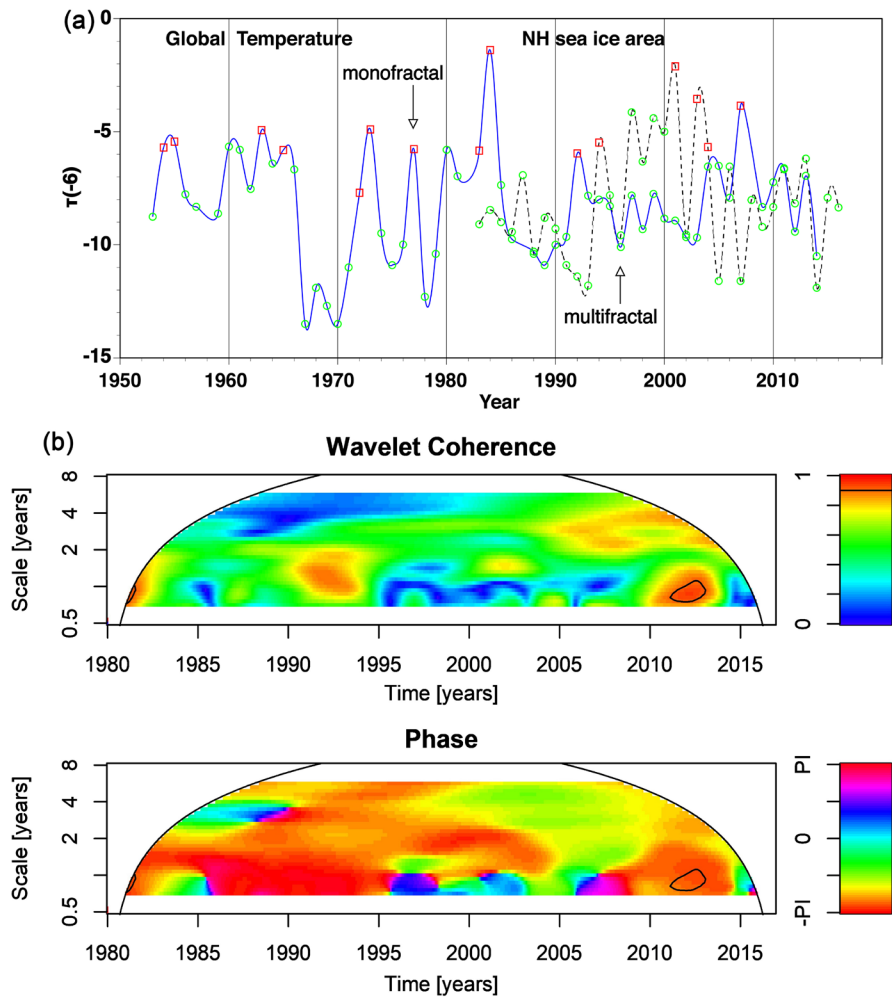 (a)
0
Global Temperature
NH sea ice area
monofractal
-5
τ(-6)
-10
multifractal
-15
1950 1960 1970 1980 1990 2000 2010
Year
(b)
Wavelet Coherence
8
4
2
0.5
Scale [years]
1
0
1980 1985 1990 1995 2000 2005 2010 2015
Time [years]
Phase
8
4
2
0.5
Scale [years]
PI
0
-PI
1980 1985 1990 1995 2000 2005 2010 2015
Time [years]